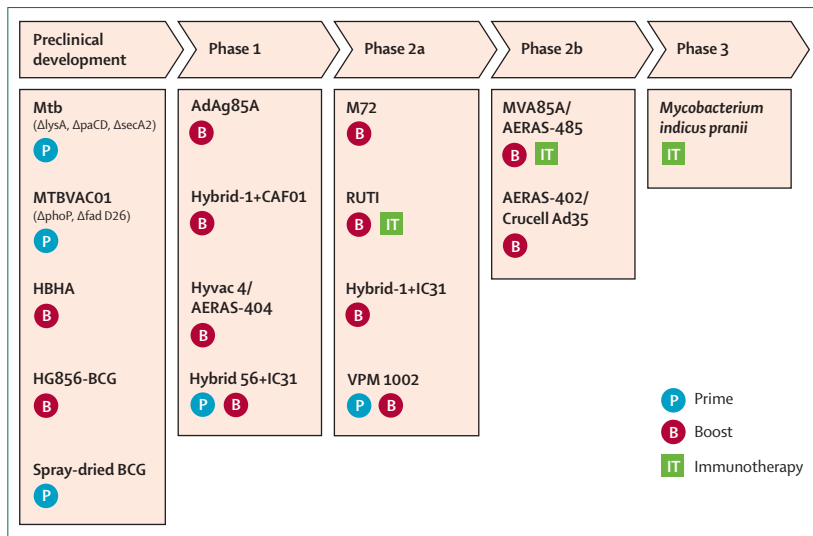 Preclinical
development
Phase 1
Phase 2a
Phase 2b
Phase 3
Mtb
(ΔlysA, ΔpaCD, ΔsecA2)
P
MTBVAC01
(ΔphoP, Δfad D26)
P
HBHA
B
HG856-BCG
B
Spray-dried BCG
P
AdAg85A
B
Hybrid-1+CAF01
B
Hyvac 4/
AERAS-404
B
Hybrid 56+IC31
P B
M72
B
RUTI
B IT
Hybrid-1+IC31
B
VPM 1002
P B
MVA85A/
AERAS-485
B IT
AERAS-402/
Crucell Ad35
B
Mycobacterium
indicus pranii
IT
P Prime
B Boost
IT Immunotherapy